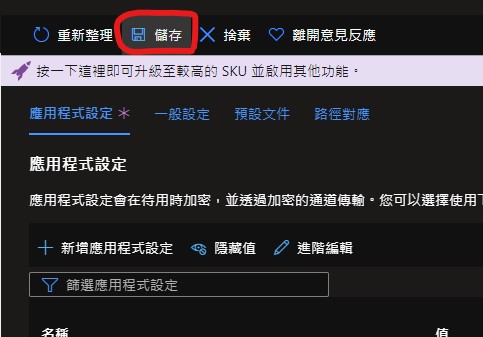 重新整理 儲存 捨棄 離開意見反應
按一下這裡即可升級至較高的 SKU 並啟用其他功能。
應用程式設定 * 一般設定 預設文件 路徑對應
應用程式設定
應用程式設定會在待用時加密，並透過加密的通道傳輸。您可以選擇使用
新增應用程式設定 隱藏值 進階編輯
篩選應用程式設定
名稱 值